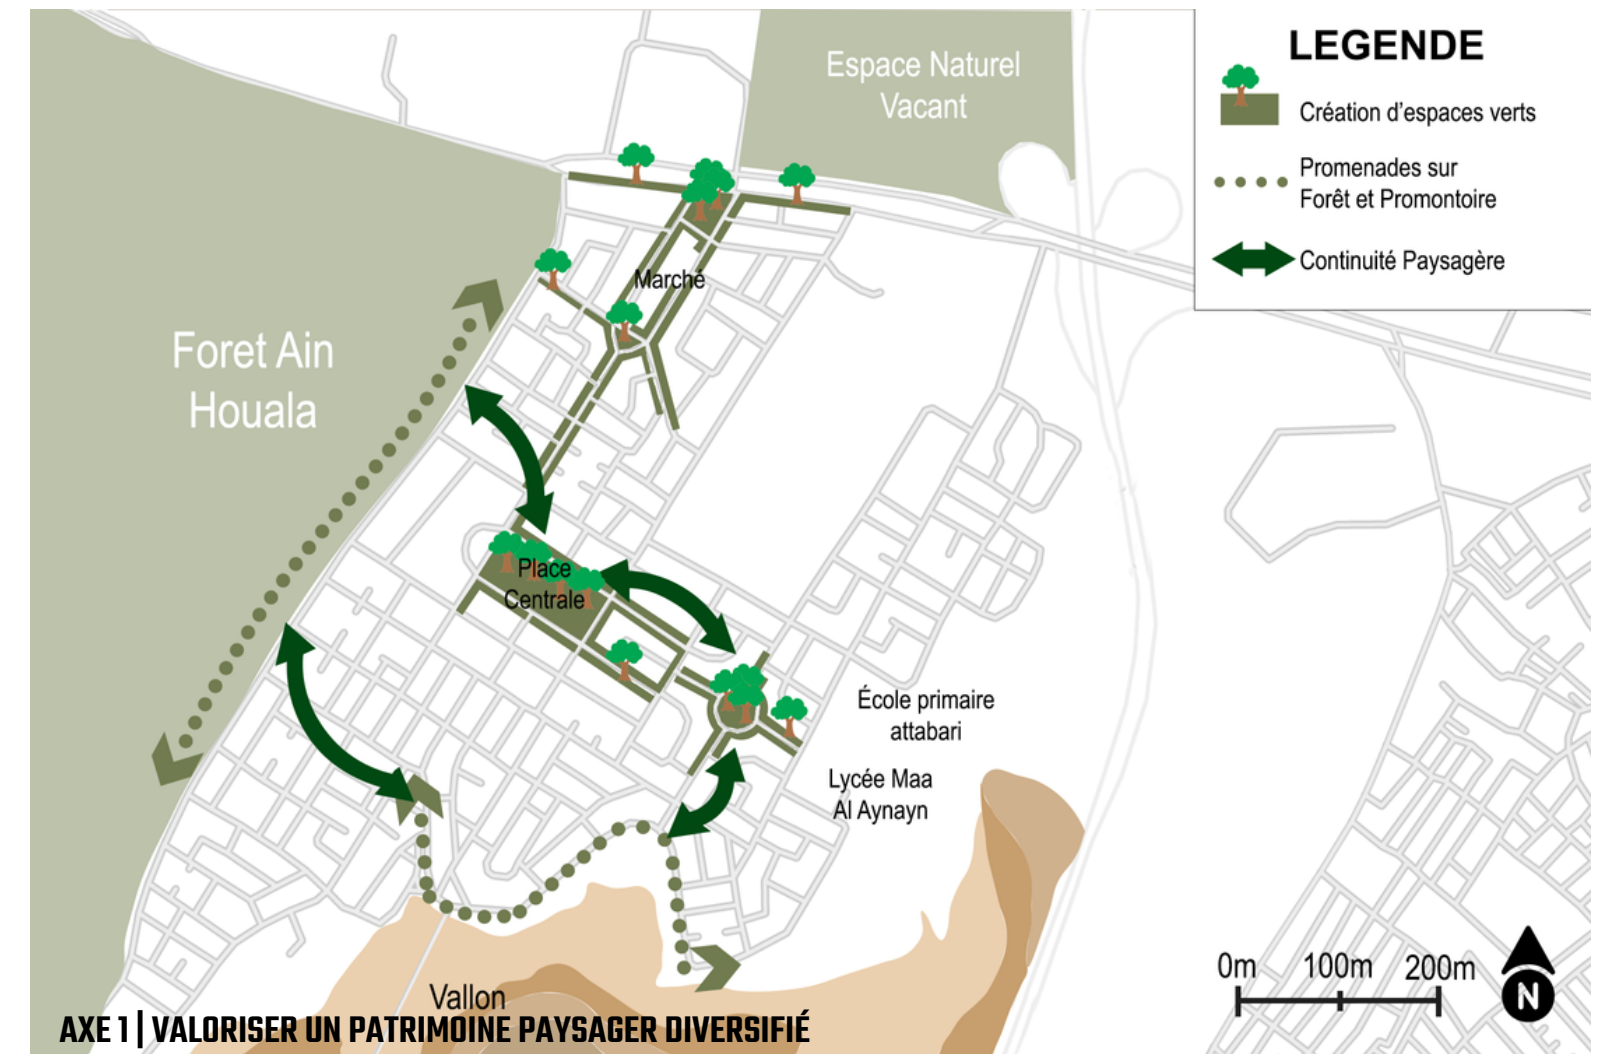 LEGENDE
Création d'espaces verts
Promenades sur
Forêt et Promontoire
Continuité Paysagère
Espace Naturel
Vacant
Marché
Foret Ain
Houala
Place
Centrale
École primaire
attabari
Lycée Maa
Al Aynayn
0m 100m 200m
N
Vallon
AXE 1 | VALORISER UN PATRIMOINE PAYSAGER DIVERSIFIÉ